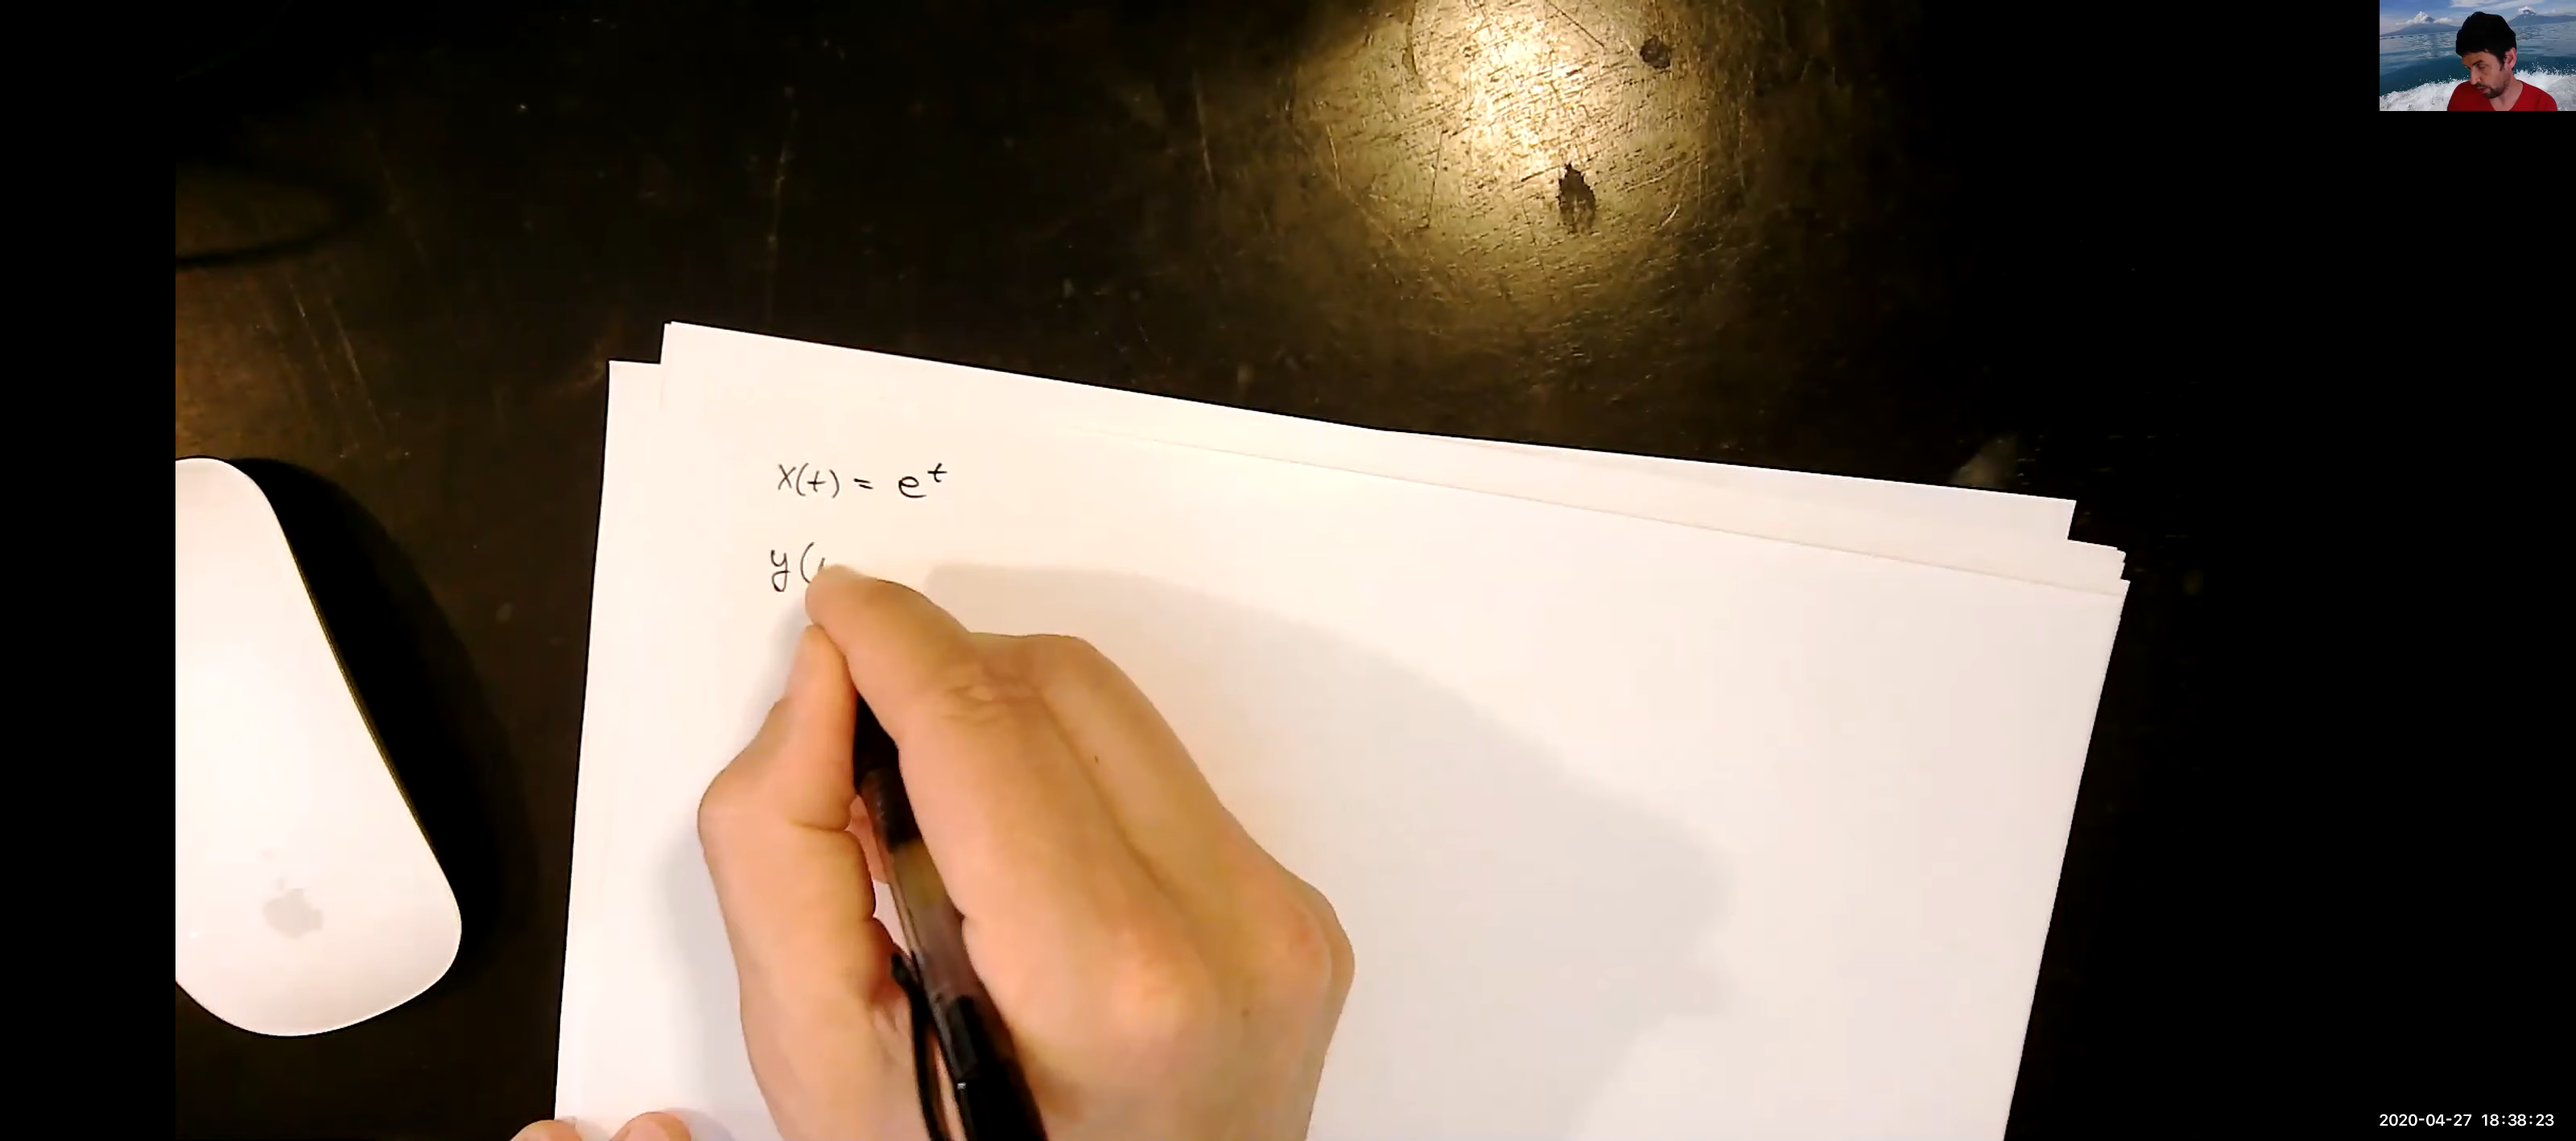 x(t) = e^t
y(
2020-04-27 18:38:23